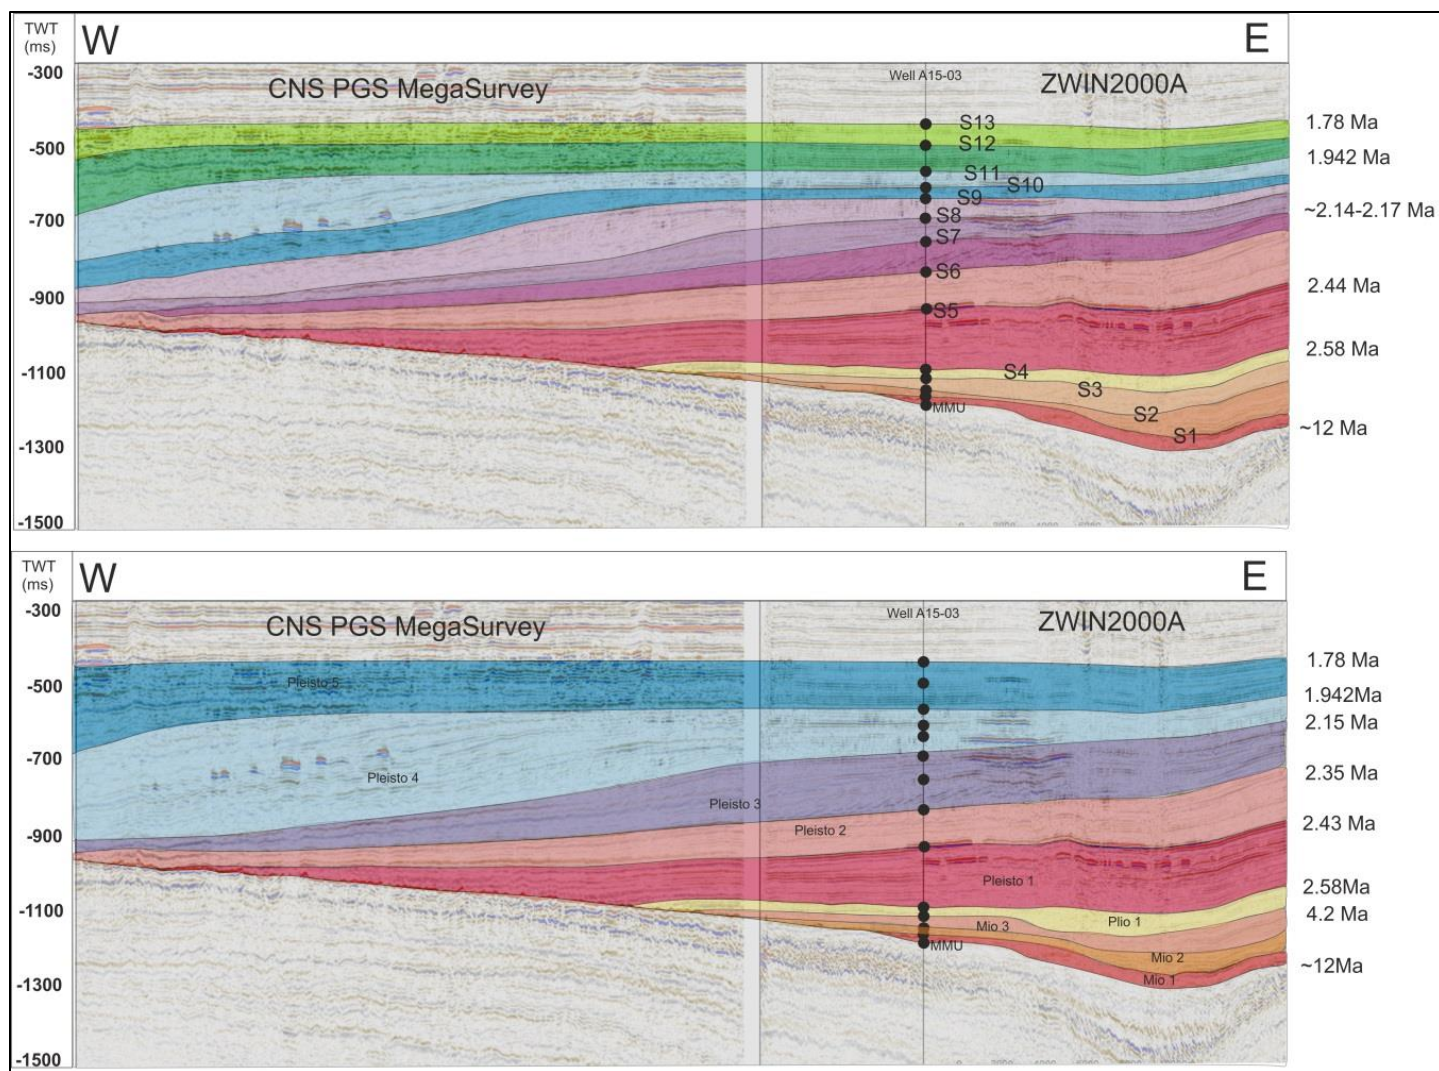 TWT
(ms)
W
E
CNS PGS MegaSurvey
Well A15-03
ZWIN2000A
-300
-500
-700
-900
-1100
-1300
-1500
S13
S12
S11
S10
S9
S8
S7
S6
S5
S4
S3
S2
S1
MMU
1.78 Ma
1.942 Ma
~2.14-2.17 Ma
2.44 Ma
2.58 Ma
~12 Ma
TWT
(ms)
W
E
CNS PGS MegaSurvey
Well A15-03
ZWIN2000A
-300
-500
-700
-900
-1100
-1300
-1500
Pleisto 5
Pleisto 4
Pleisto 3
Pleisto 2
Pleisto 1
Plio 1
Mio 3
Mio 2
Mio 1
MMU
1.78 Ma
1.942Ma
2.15 Ma
2.35 Ma
2.43 Ma
2.58Ma
4.2 Ma
~12Ma